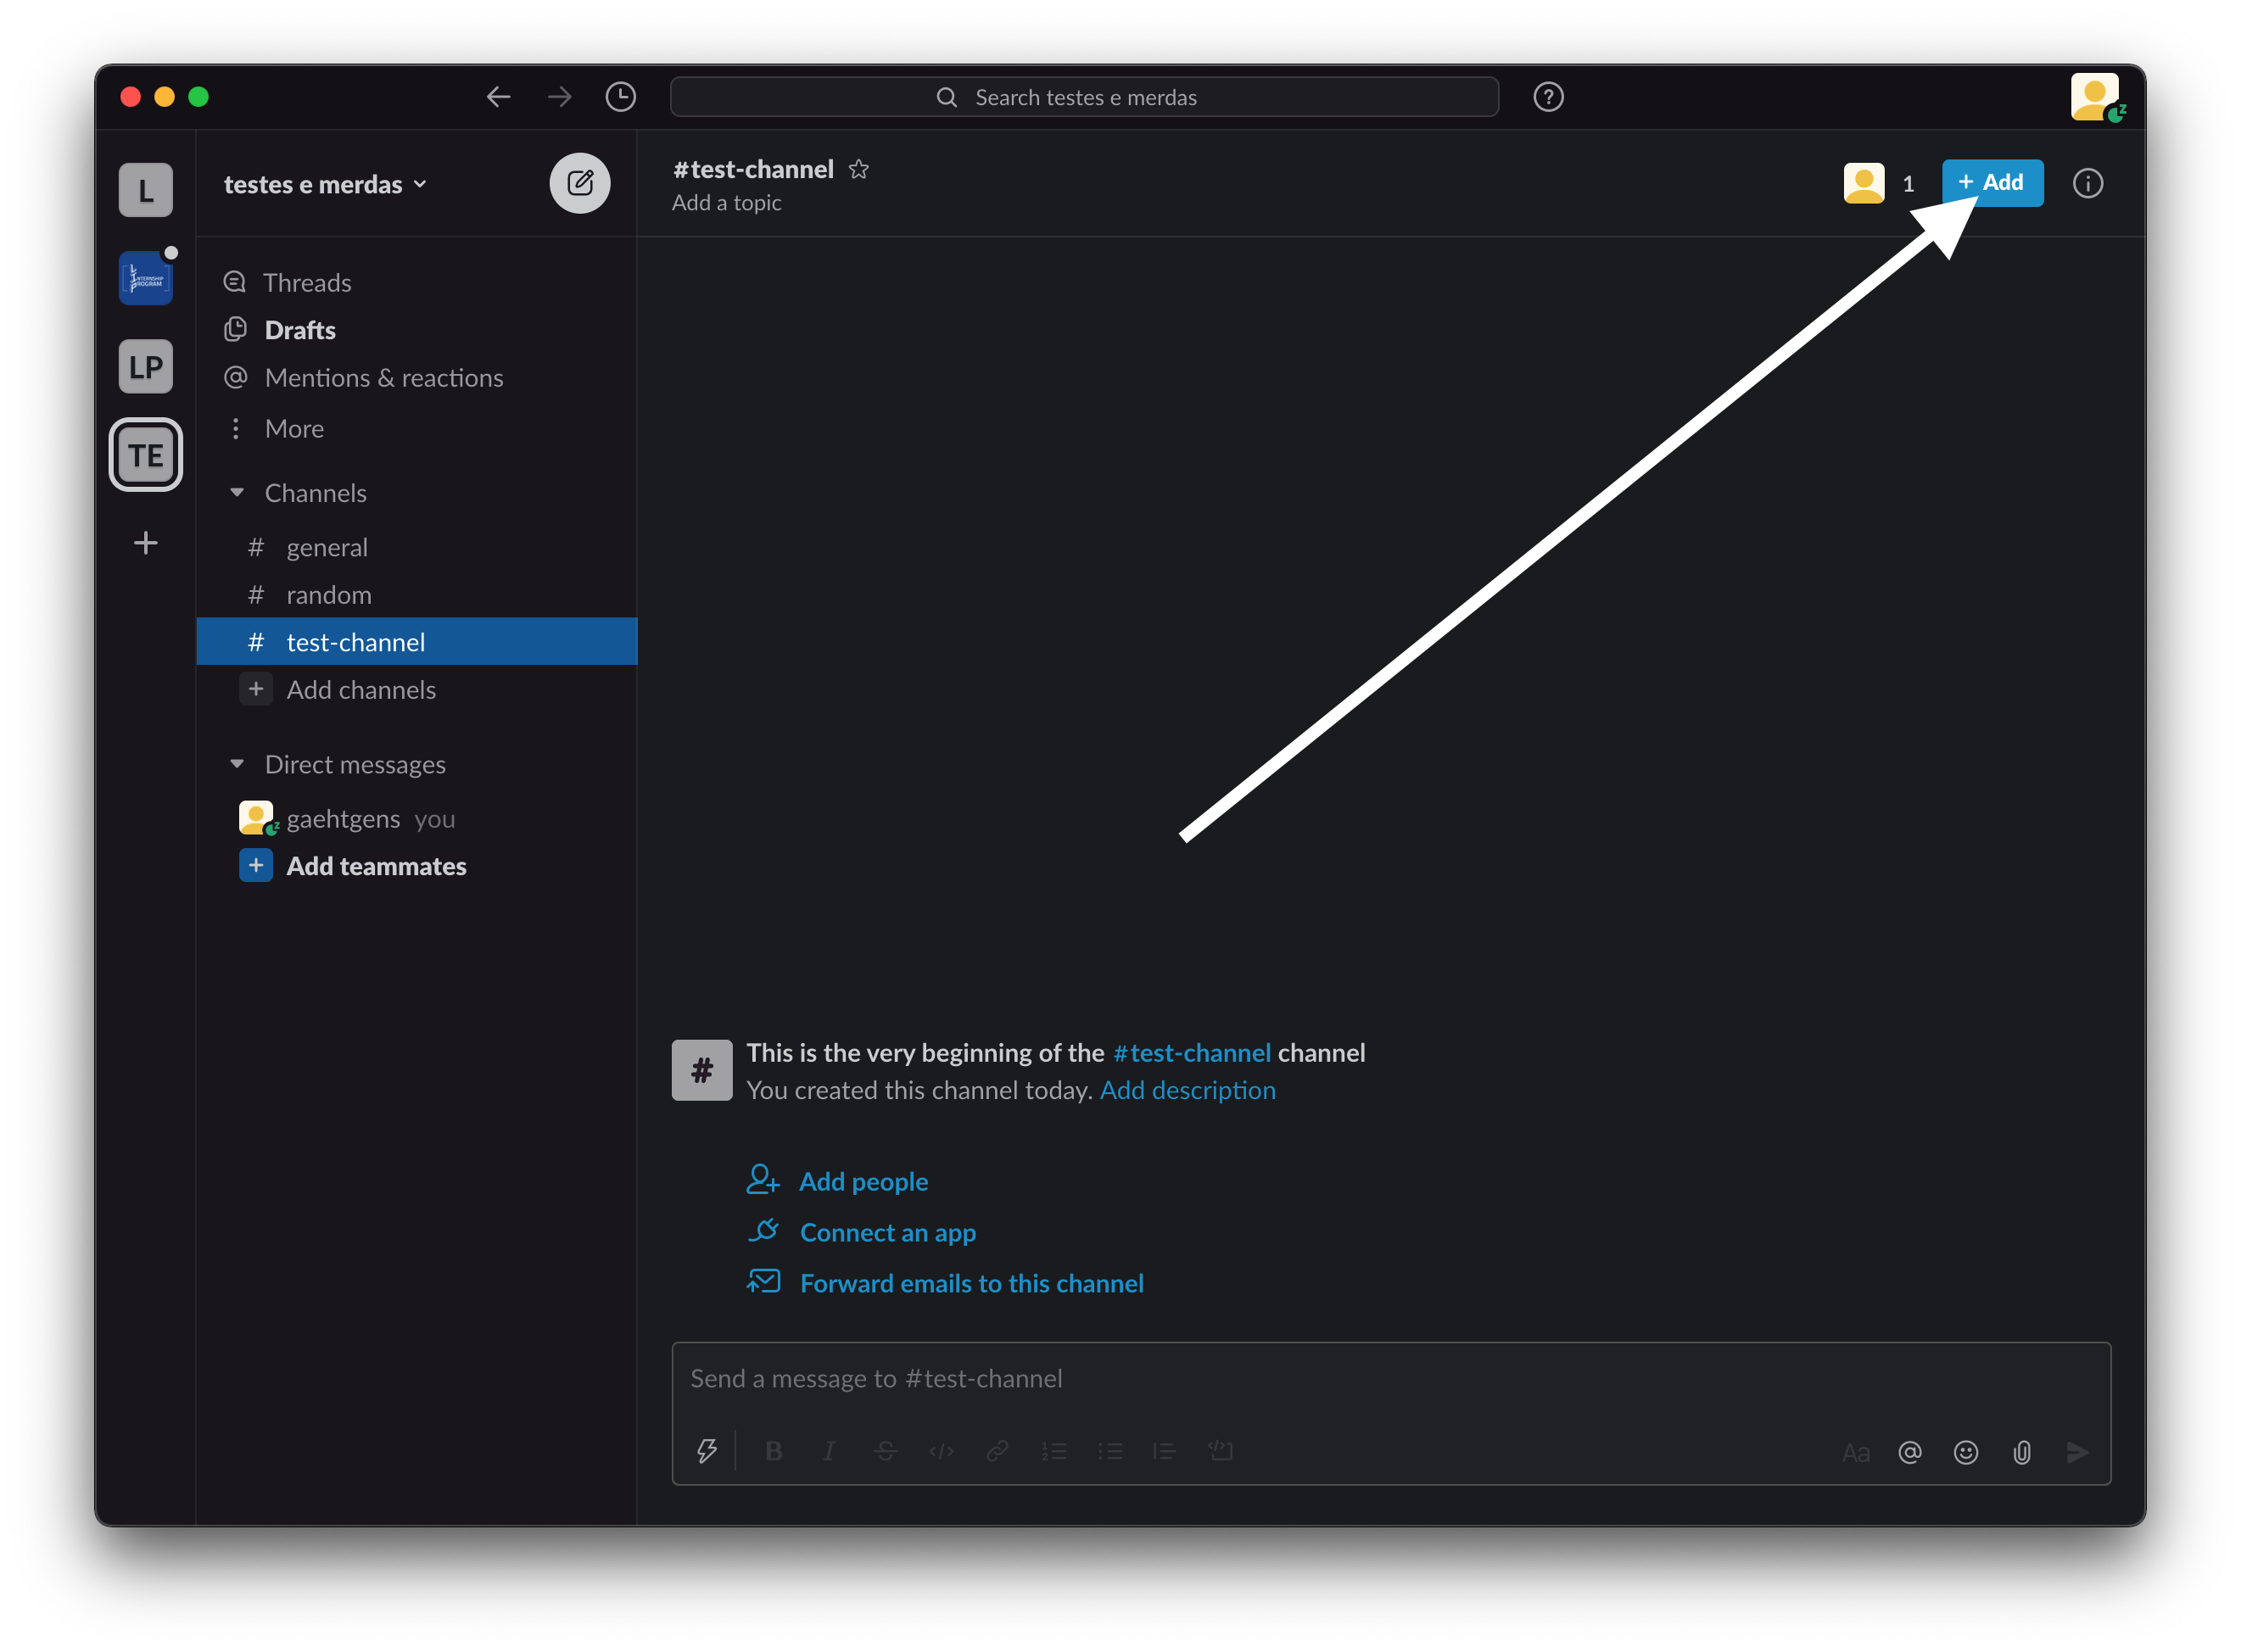 Search testes e merdas
L
INTERNSHIP
PROGRAM
LP
TE
testes e merdas
Threads
Drafts
Mentions & reactions
More
Channels
# general
# random
# test-channel
+ Add channels
Direct messages
gaehtgens you
+ Add teammates
#test-channel
Add a topic
1
+ Add
# This is the very beginning of the #test-channel channel
You created this channel today. Add description
Add people
Connect an app
Forward emails to this channel
Send a message to #test-channel
B I S </>
Aa @